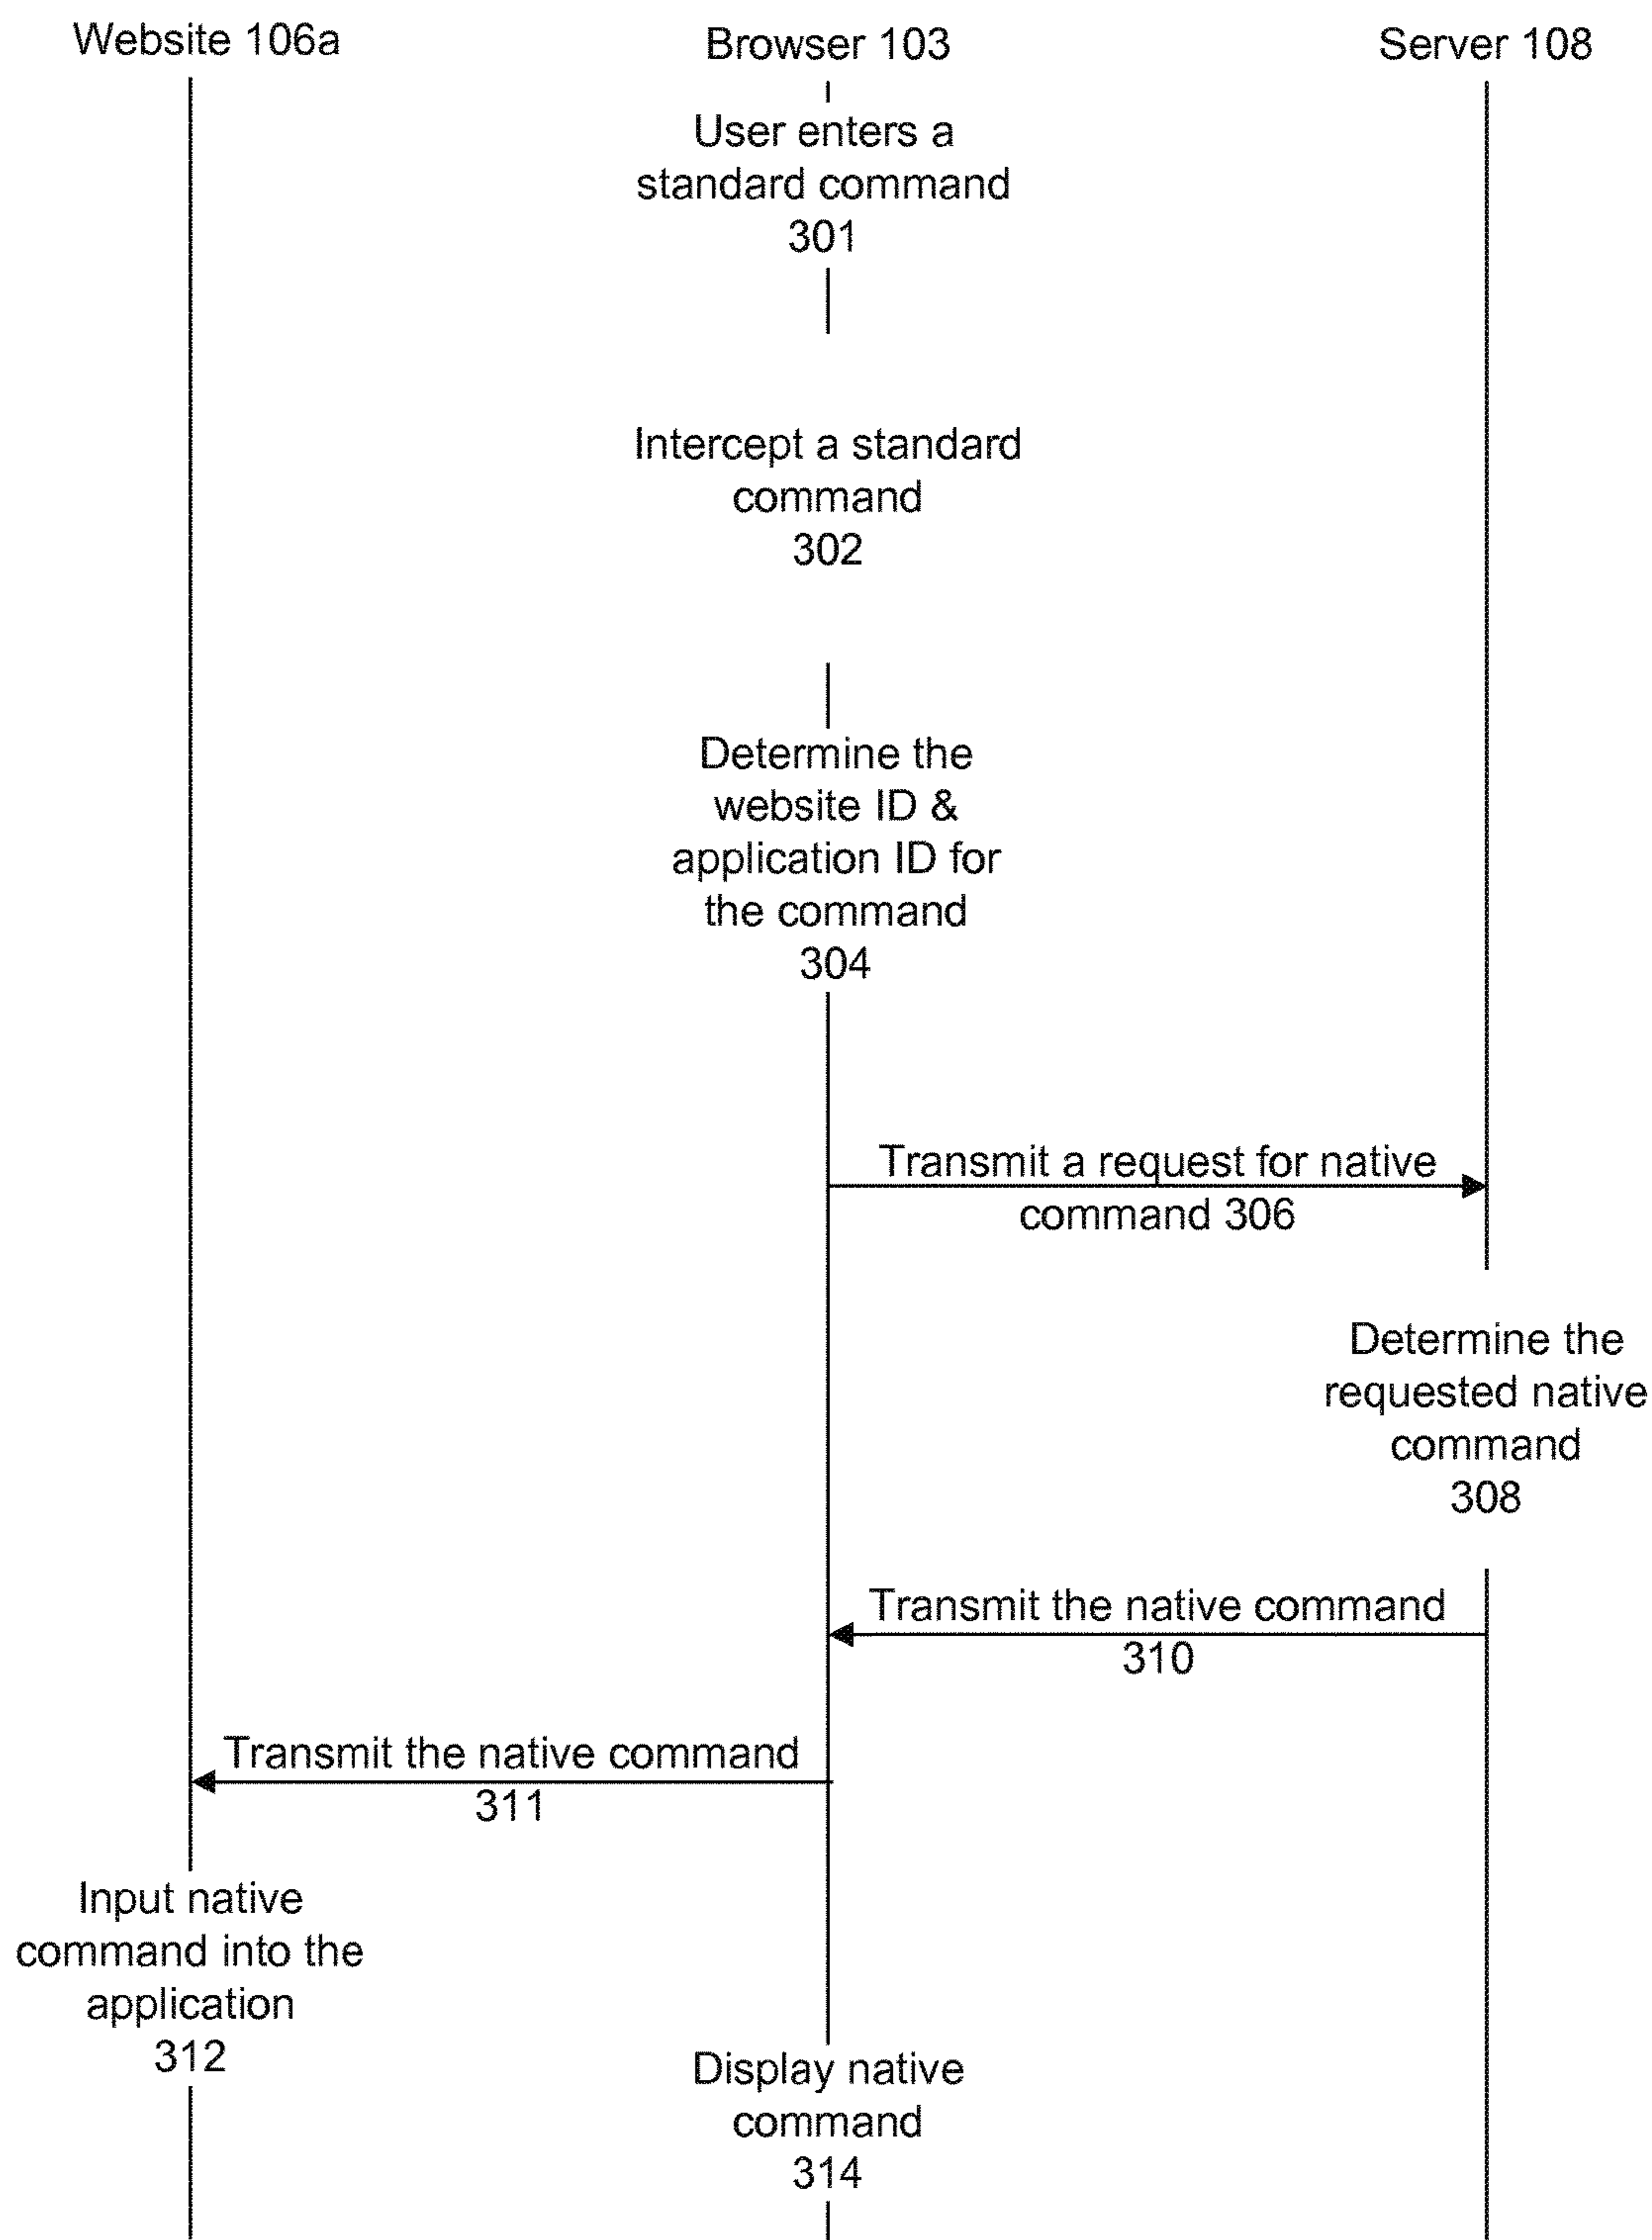 Website 106a
Browser 103
Server 108
User enters a
standard command
301
Intercept a standard
command
302
Determine the
website ID &
application ID for
the command
304
Transmit a request for native
command 306
Determine the
requested native
command
308
Transmit the native command
310
Transmit the native command
311
Input native
command into the
application
312
Display native
command
314